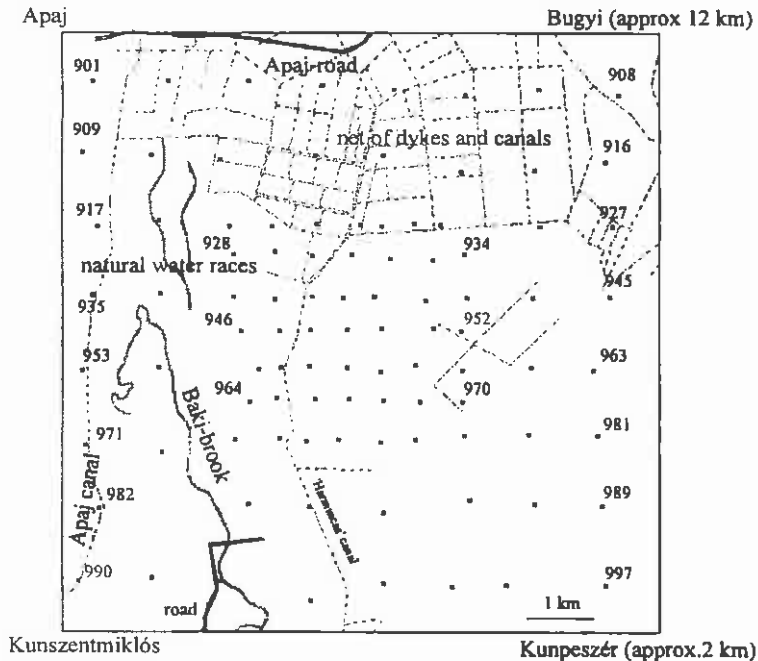 Apaj
Bugyi (approx 12 km)
901
Apaj-road
908
909
net of dykes and canals
916
917
927
928
934
natural water races
945
935
946
952
953
963
964
970
Baki-brook
971
981
982
Apaj canal
989
canal
990
997
road
1 km
Kunszentmiklós
Kunpeszér (approx.2 km)